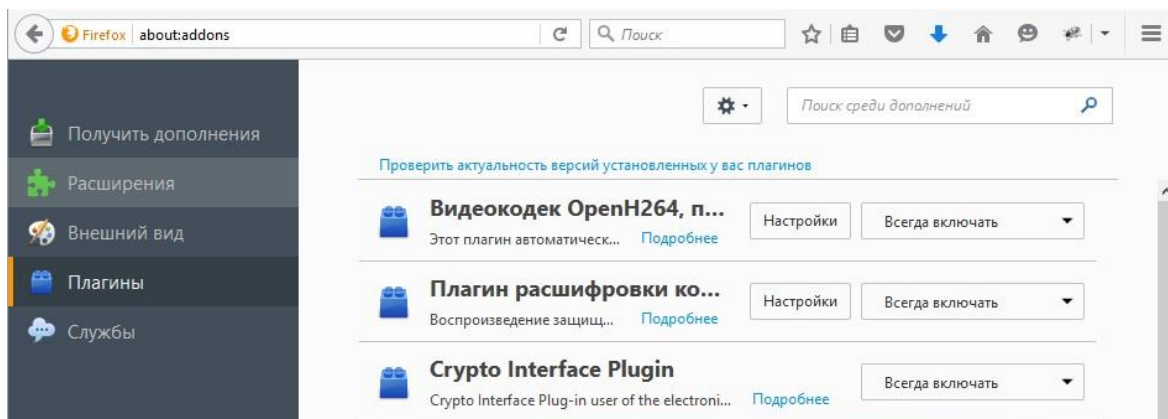 Firefox about:addons Поиск
Поиск среди дополнений
Получить дополнения
Расширения
Внешний вид
Плагины
Службы
Проверить актуальность версий установленных у вас плагинов
Видеокодек OpenH264, п...
Этот плагин автоматическ... Подробнее
Настройки Всегда включать
Плагин расшифровки ко...
Воспроизведение защищ... Подробнее
Настройки Всегда включать
Crypto Interface Plugin
Crypto Interface Plug-in user of the electroni... Подробнее
Всегда включать